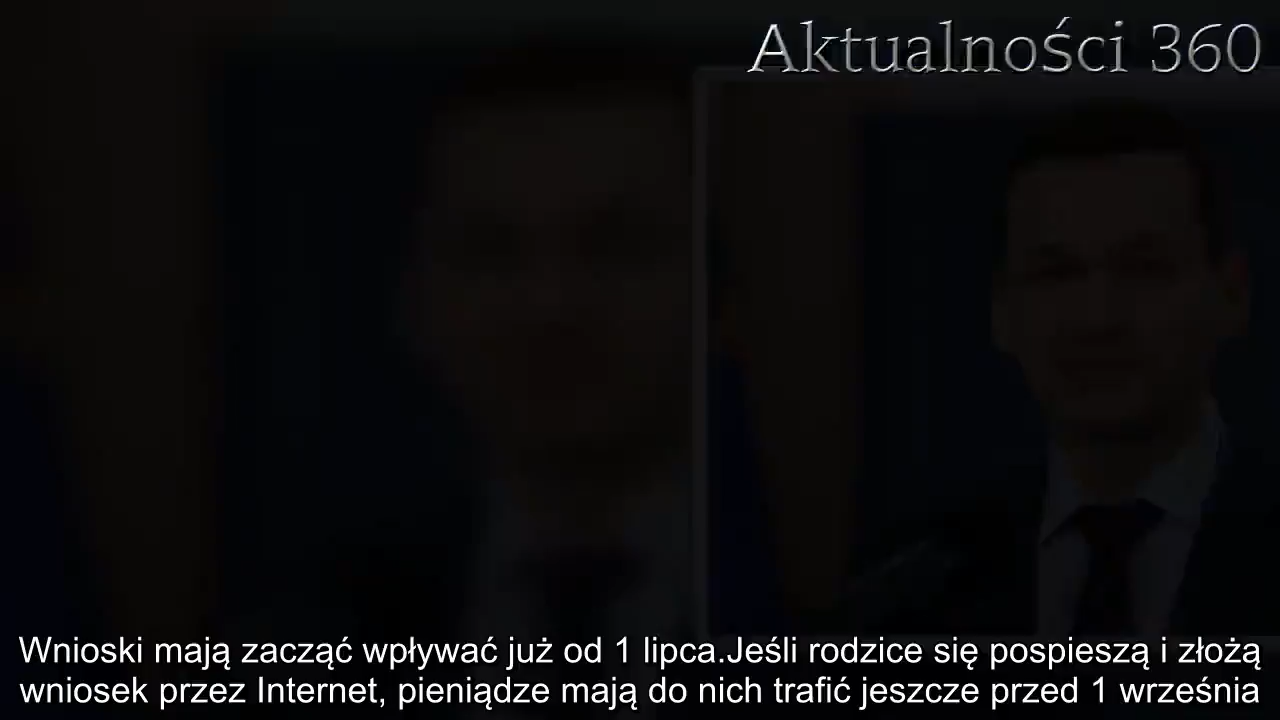 Aktualności 360
Wnioski mają zacząć wpływać już od 1 lipca.Jeśli rodzice się pospieszą i złożą
wniosek przez Internet, pieniądze mają do nich trafić jeszcze przed 1 września